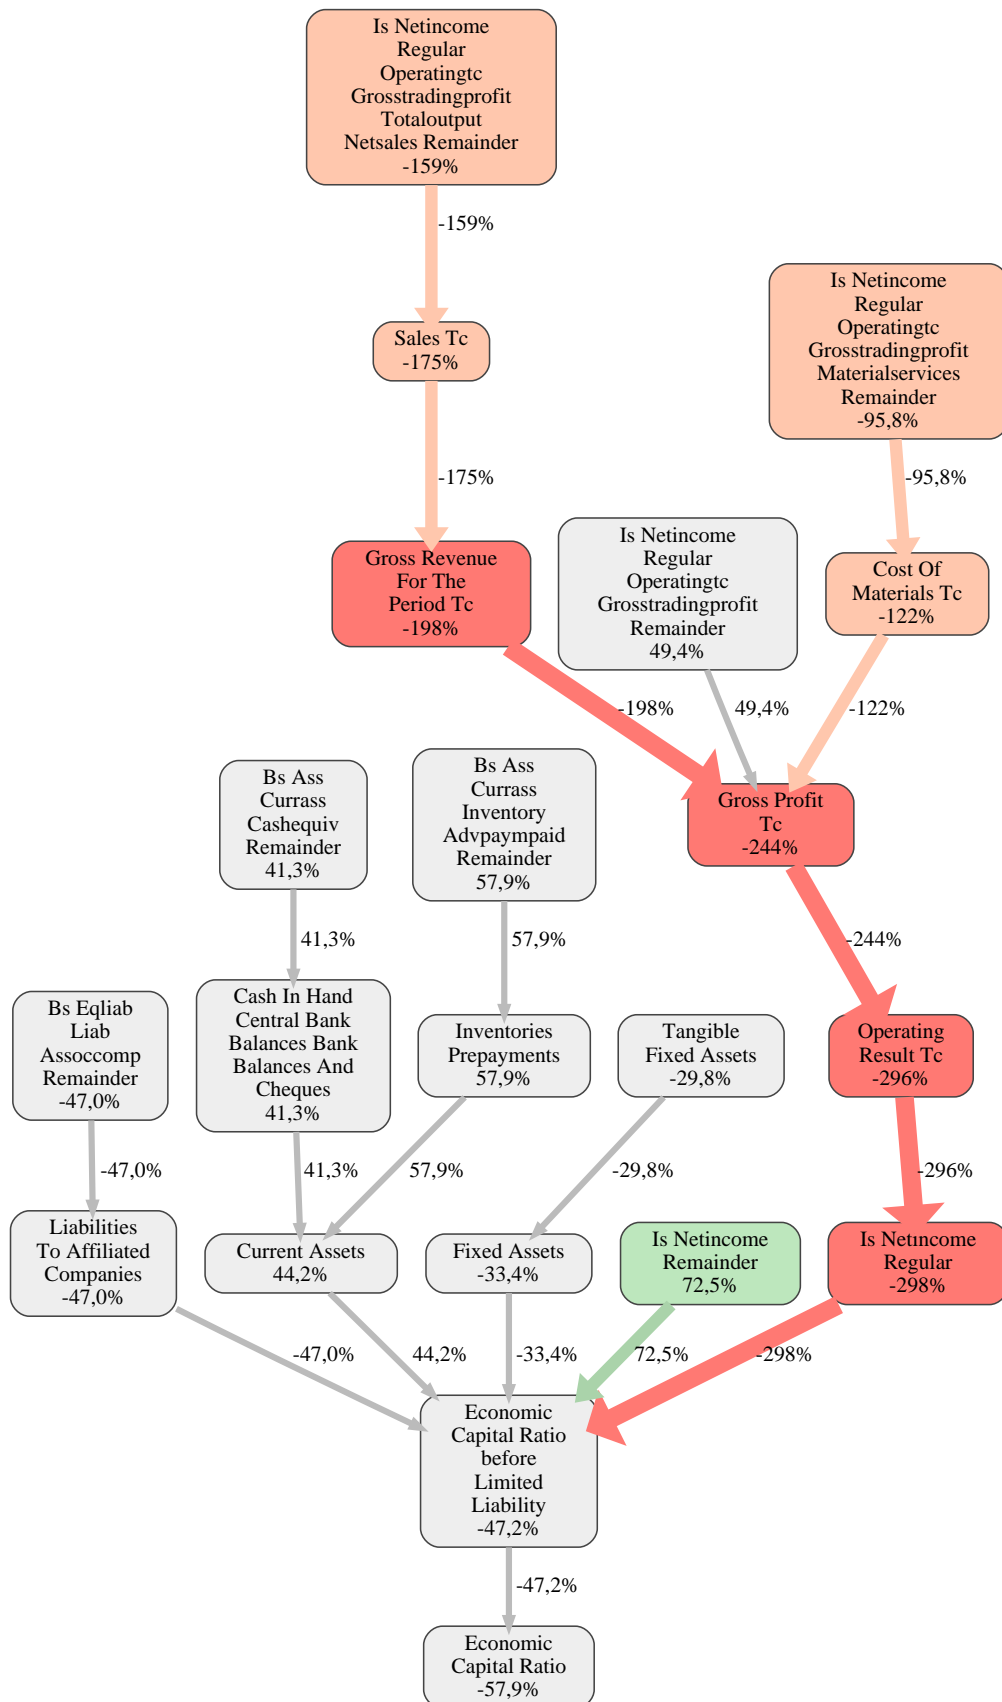 Is Netincome
Regular
Operatingtc
Grosstradingprofit
Totaloutput
Netsales Remainder
-159%
-159%
Is Netincome
Regular
Operatingtc
Grosstradingprofit
Materialservices
Remainder
-95,8%
Sales Tc
-175%
-95,8%
-175%
Gross Revenue
For The
Period Tc
-198%
Is Netincome
Regular
Operatingtc
Grosstradingprofit
Remainder
49,4%
Cost Of
Materials Tc
-122%
-198%
49,4%
-122%
Bs Ass
Currass
Cashequiv
Remainder
41,3%
Bs Ass
Currass
Inventory
Advpaympaid
Remainder
57,9%
Gross Profit
Tc
-244%
41,3%
57,9%
-244%
Bs Eqliab
Liab
Assoccomp
Remainder
-47,0%
Cash In Hand
Central Bank
Balances Bank
Balances And
Cheques
41,3%
Inventories
Prepayments
57,9%
Tangible
Fixed Assets
-29,8%
Operating
Result Tc
-296%
-47,0%
41,3%
57,9%
-29,8%
-296%
Liabilities
To Affiliated
Companies
-47,0%
Current Assets
44,2%
Fixed Assets
-33,4%
Is Netincome
Remainder
72,5%
Is Netincome
Regular
-298%
-47,0%
44,2%
-33,4%
72,5%
-298%
Economic
Capital Ratio
before
Limited
Liability
-47,2%
-47,2%
Economic
Capital Ratio
-57,9%